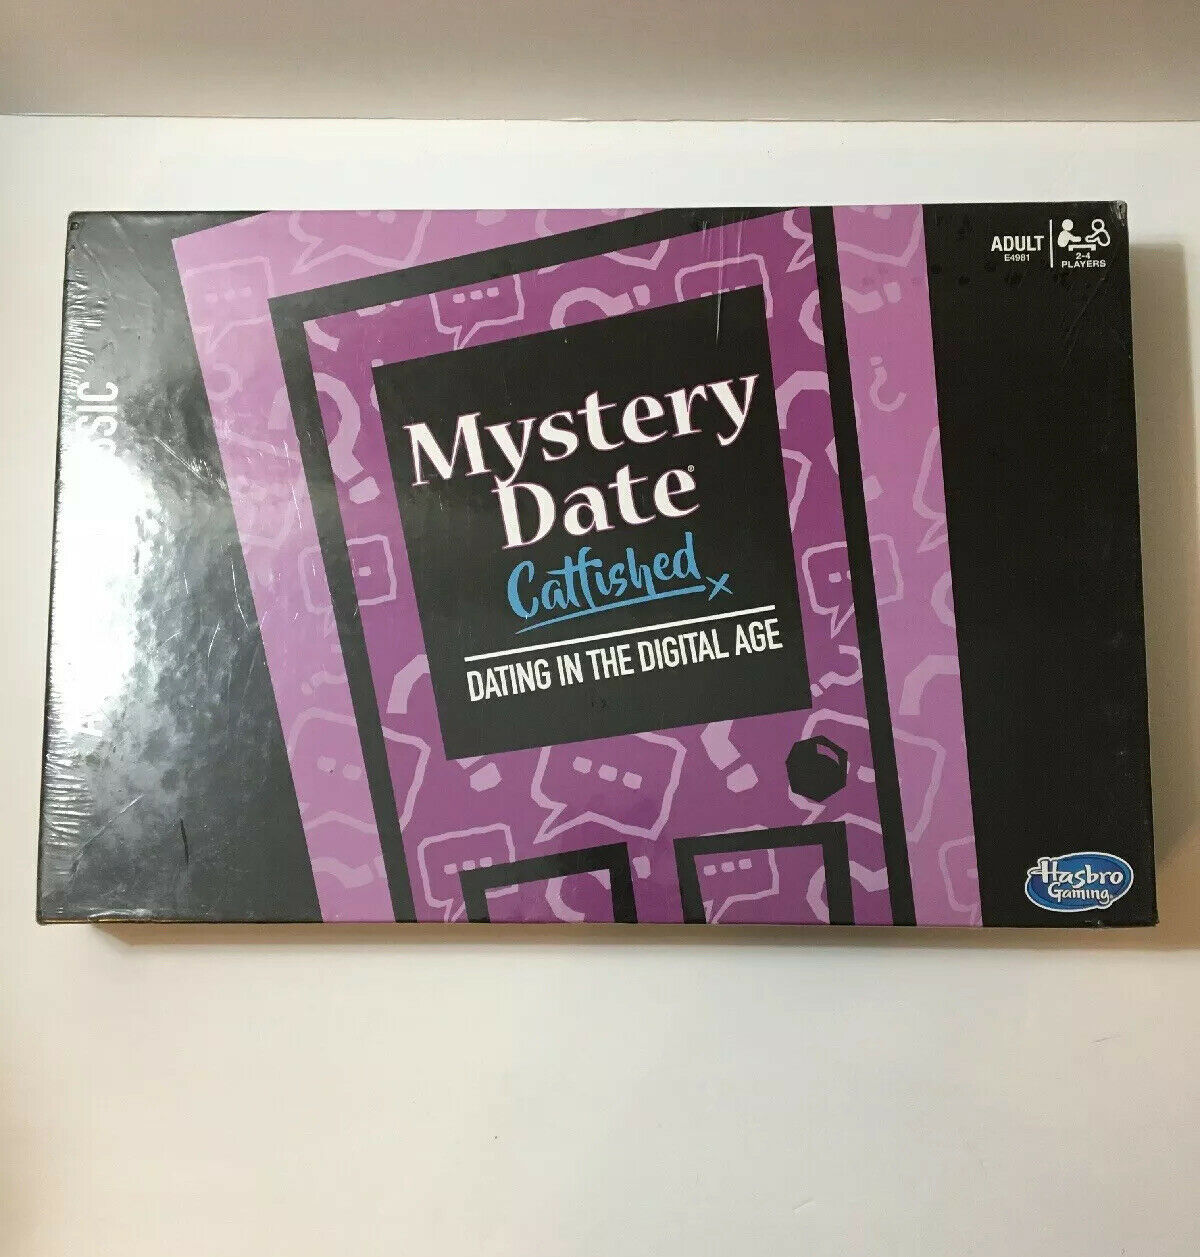 ADULT
E4981
2-4
PLAYERS
Mystery
Date®
Catfished
DATING IN THE DIGITAL AGE
Hasbro
Gaming